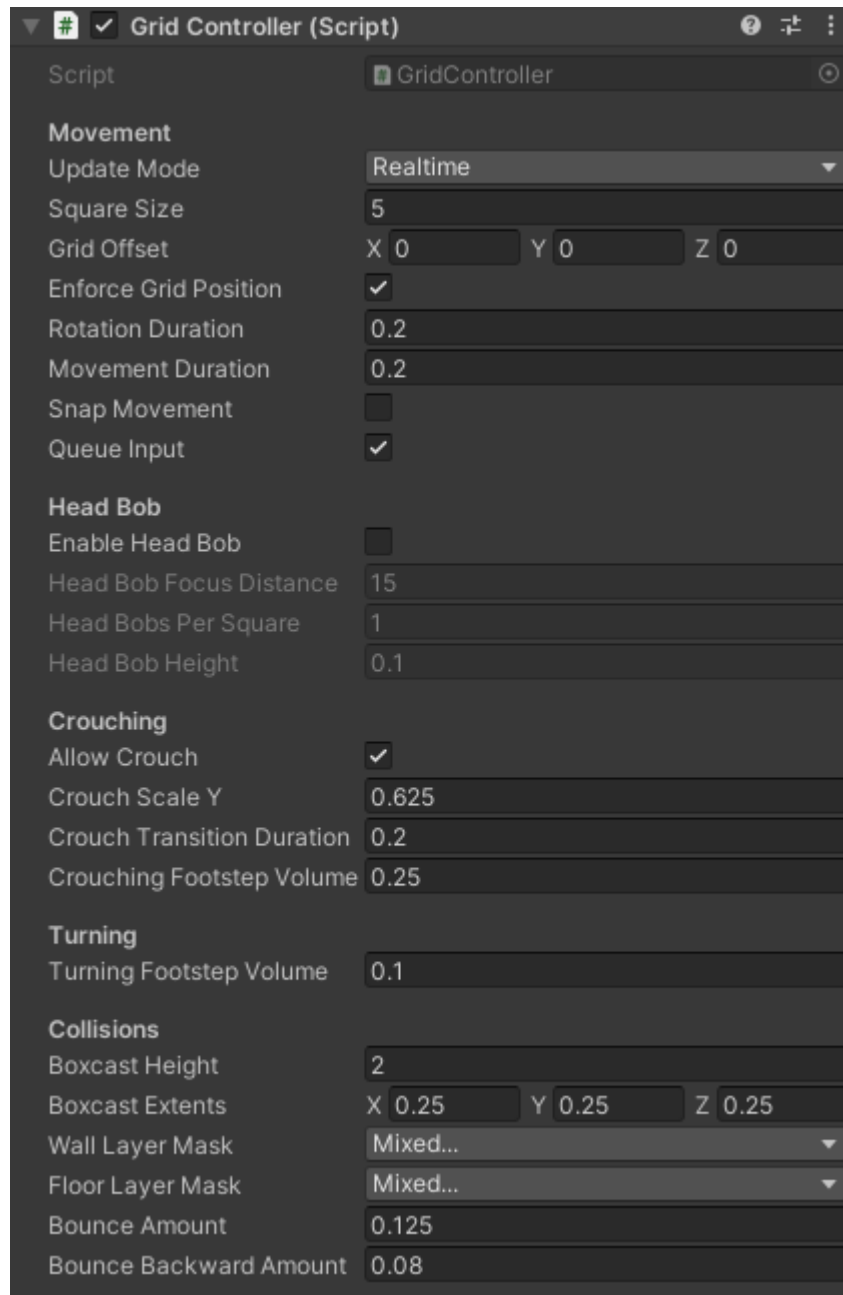 # Grid Controller (Script)
Script # GridController
Movement
Update Mode Realtime
Square Size 5
Grid Offset X 0 Y 0 Z 0
Enforce Grid Position
Rotation Duration 0.2
Movement Duration 0.2
Snap Movement
Queue Input
Head Bob
Enable Head Bob
Head Bob Focus Distance 15
Head Bobs Per Square 1
Head Bob Height 0.1
Crouching
Allow Crouch
Crouch Scale Y 0.625
Crouch Transition Duration 0.2
Crouching Footstep Volume 0.25
Turning
Turning Footstep Volume 0.1
Collisions
Boxcast Height 2
Boxcast Extents X 0.25 Y 0.25 Z 0.25
Wall Layer Mask Mixed...
Floor Layer Mask Mixed...
Bounce Amount 0.125
Bounce Backward Amount 0.08